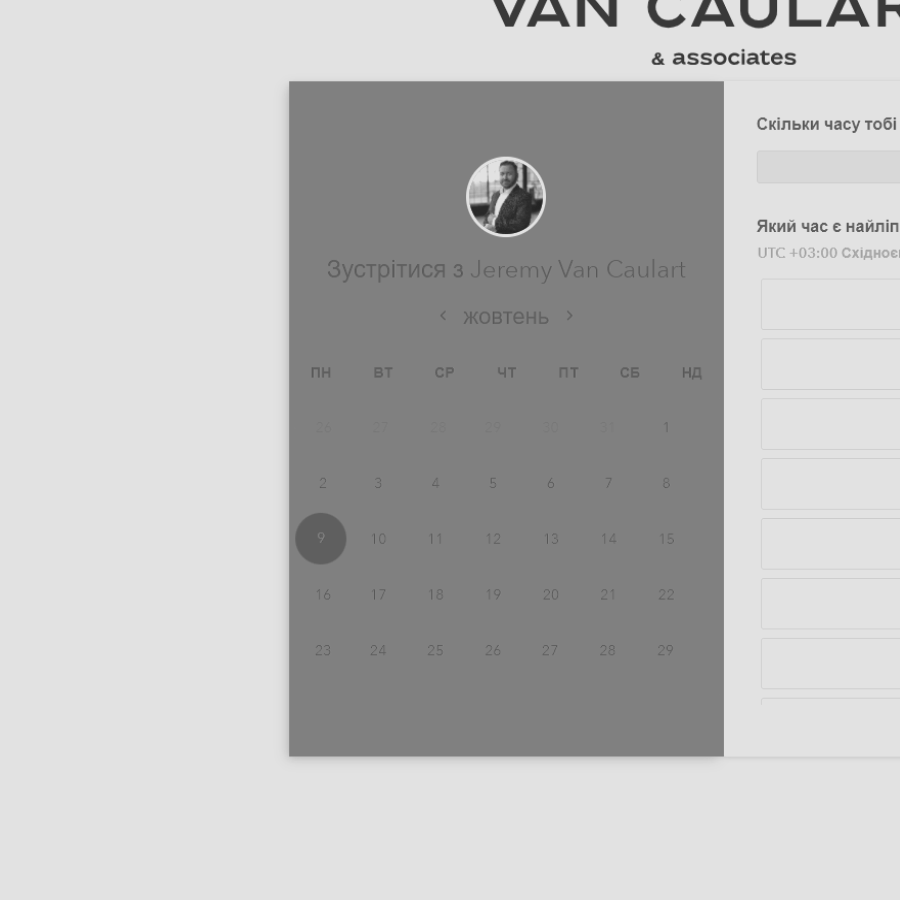 VAN CAULAR
& associates
Зустрітися з Jeremy Van Caulart
‹ жовтень ›
ПН ВТ СР ЧТ ПТ СБ НД
26 27 28 29 30 31 1
2 3 4 5 6 7 8
9 10 11 12 13 14 15
16 17 18 19 20 21 22
23 24 25 26 27 28 29
Скільки часу тобі
Який час є найліп
UTC +03:00 Східноє